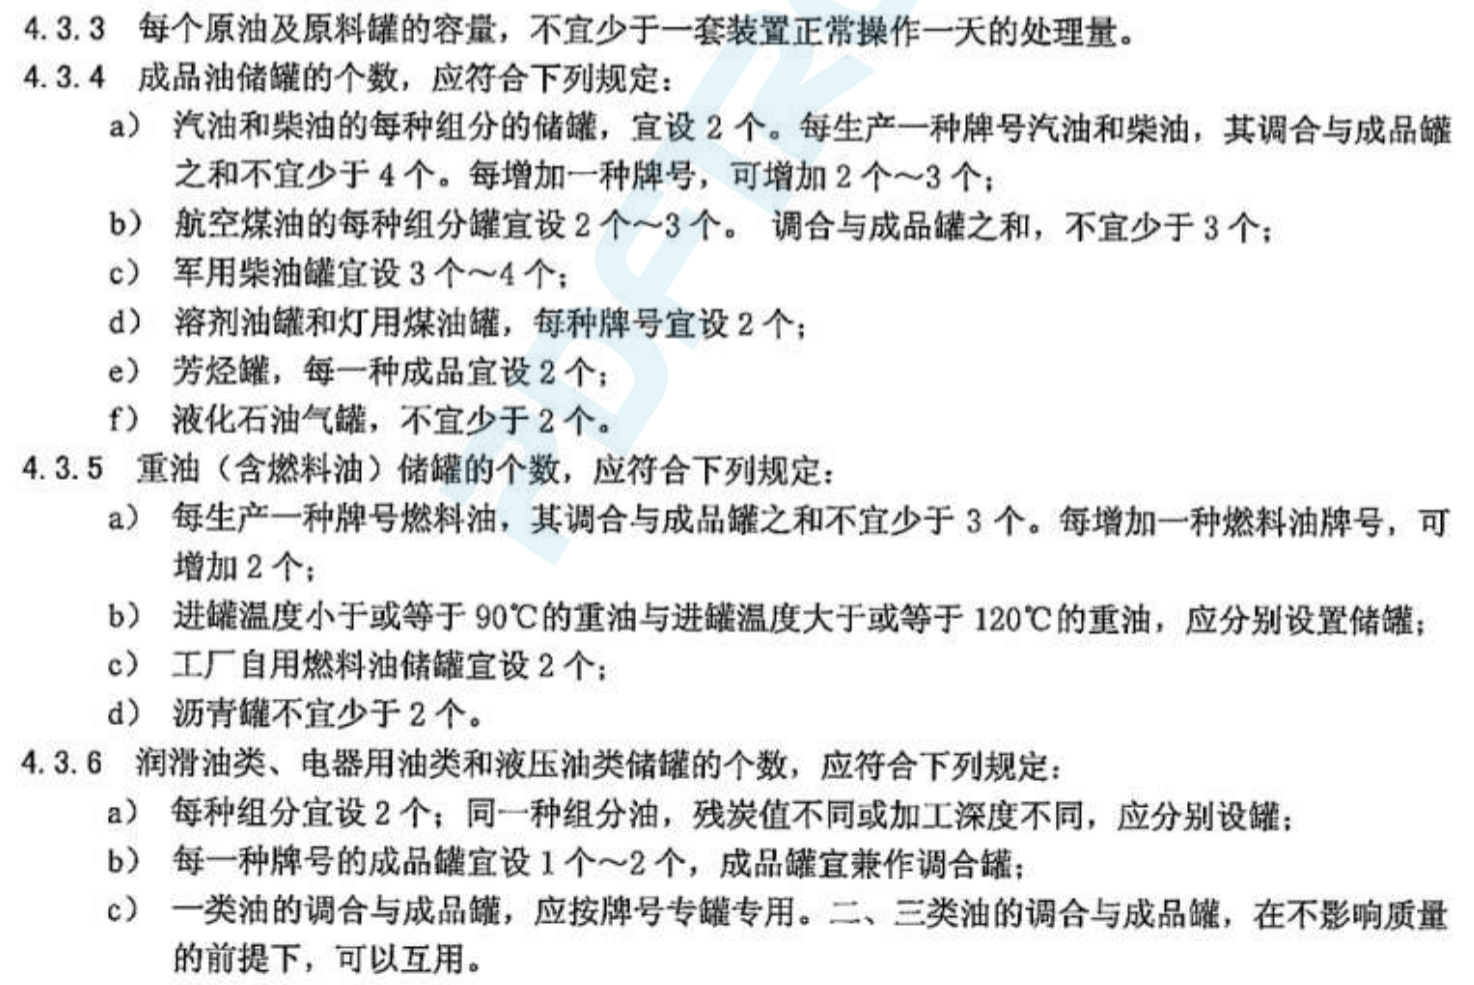 4.3.3 每个原油及原料罐的容量，不宜少于一套装置正常操作一天的处理量。
4.3.4 成品油储罐的个数，应符合下列规定：
a） 汽油和柴油的每种组分的储罐，宜设 2 个。每生产一种牌号汽油和柴油，其调合与成品罐
之和不宜少于 4 个。每增加一种牌号，可增加 2 个～3 个；
b） 航空煤油的每种组分罐宜设 2 个～3 个。 调合与成品罐之和，不宜少于 3 个；
c） 军用柴油罐宜设 3 个～4 个；
d） 溶剂油罐和灯用煤油罐，每种牌号宜设 2 个；
e） 芳烃罐，每一种成品宜设 2 个；
f） 液化石油气罐，不宜少于 2 个。
4.3.5 重油（含燃料油）储罐的个数，应符合下列规定：
a） 每生产一种牌号燃料油，其调合与成品罐之和不宜少于 3 个。每增加一种燃料油牌号，可
增加 2 个；
b） 进罐温度小于或等于 90℃的重油与进罐温度大于或等于 120℃的重油，应分别设置储罐；
c） 工厂自用燃料油储罐宜设 2 个；
d） 沥青罐不宜少于 2 个。
4.3.6 润滑油类、电器用油类和液压油类储罐的个数，应符合下列规定：
a） 每种组分宜设 2 个；同一种组分油，残炭值不同或加工深度不同，应分别设罐；
b） 每一种牌号的成品罐宜设 1 个～2 个，成品罐宜兼作调合罐；
c） 一类油的调合与成品罐，应按牌号专罐专用。二、三类油的调合与成品罐，在不影响质量
的前提下，可以互用。